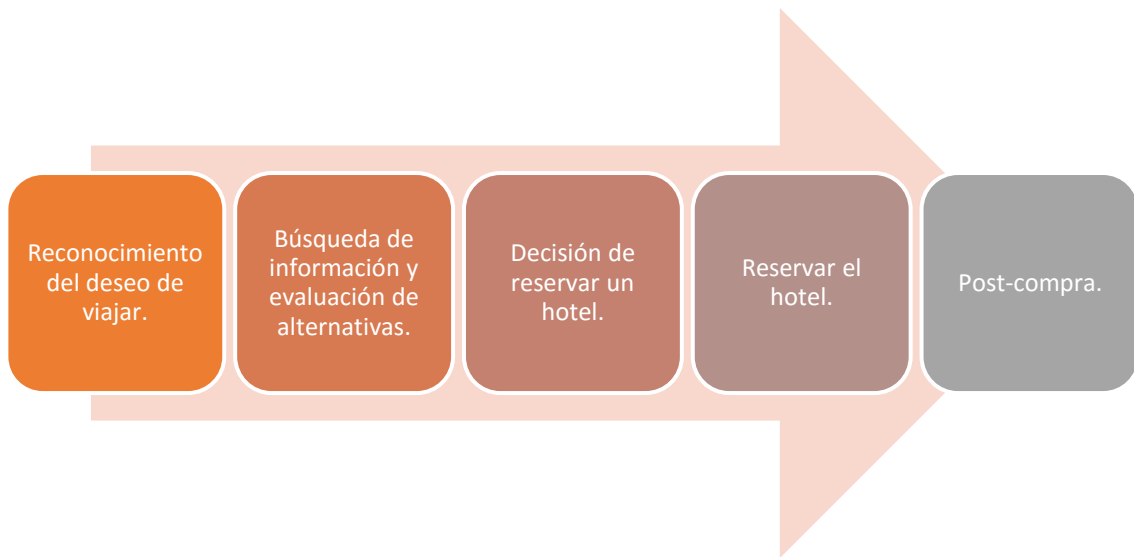 Reconocimiento
del deseo de
viajar.
Búsqueda de
información y
evaluación de
alternativas.
Decisión de
reservar un
hotel.
Reservar el
hotel.
Post-compra.